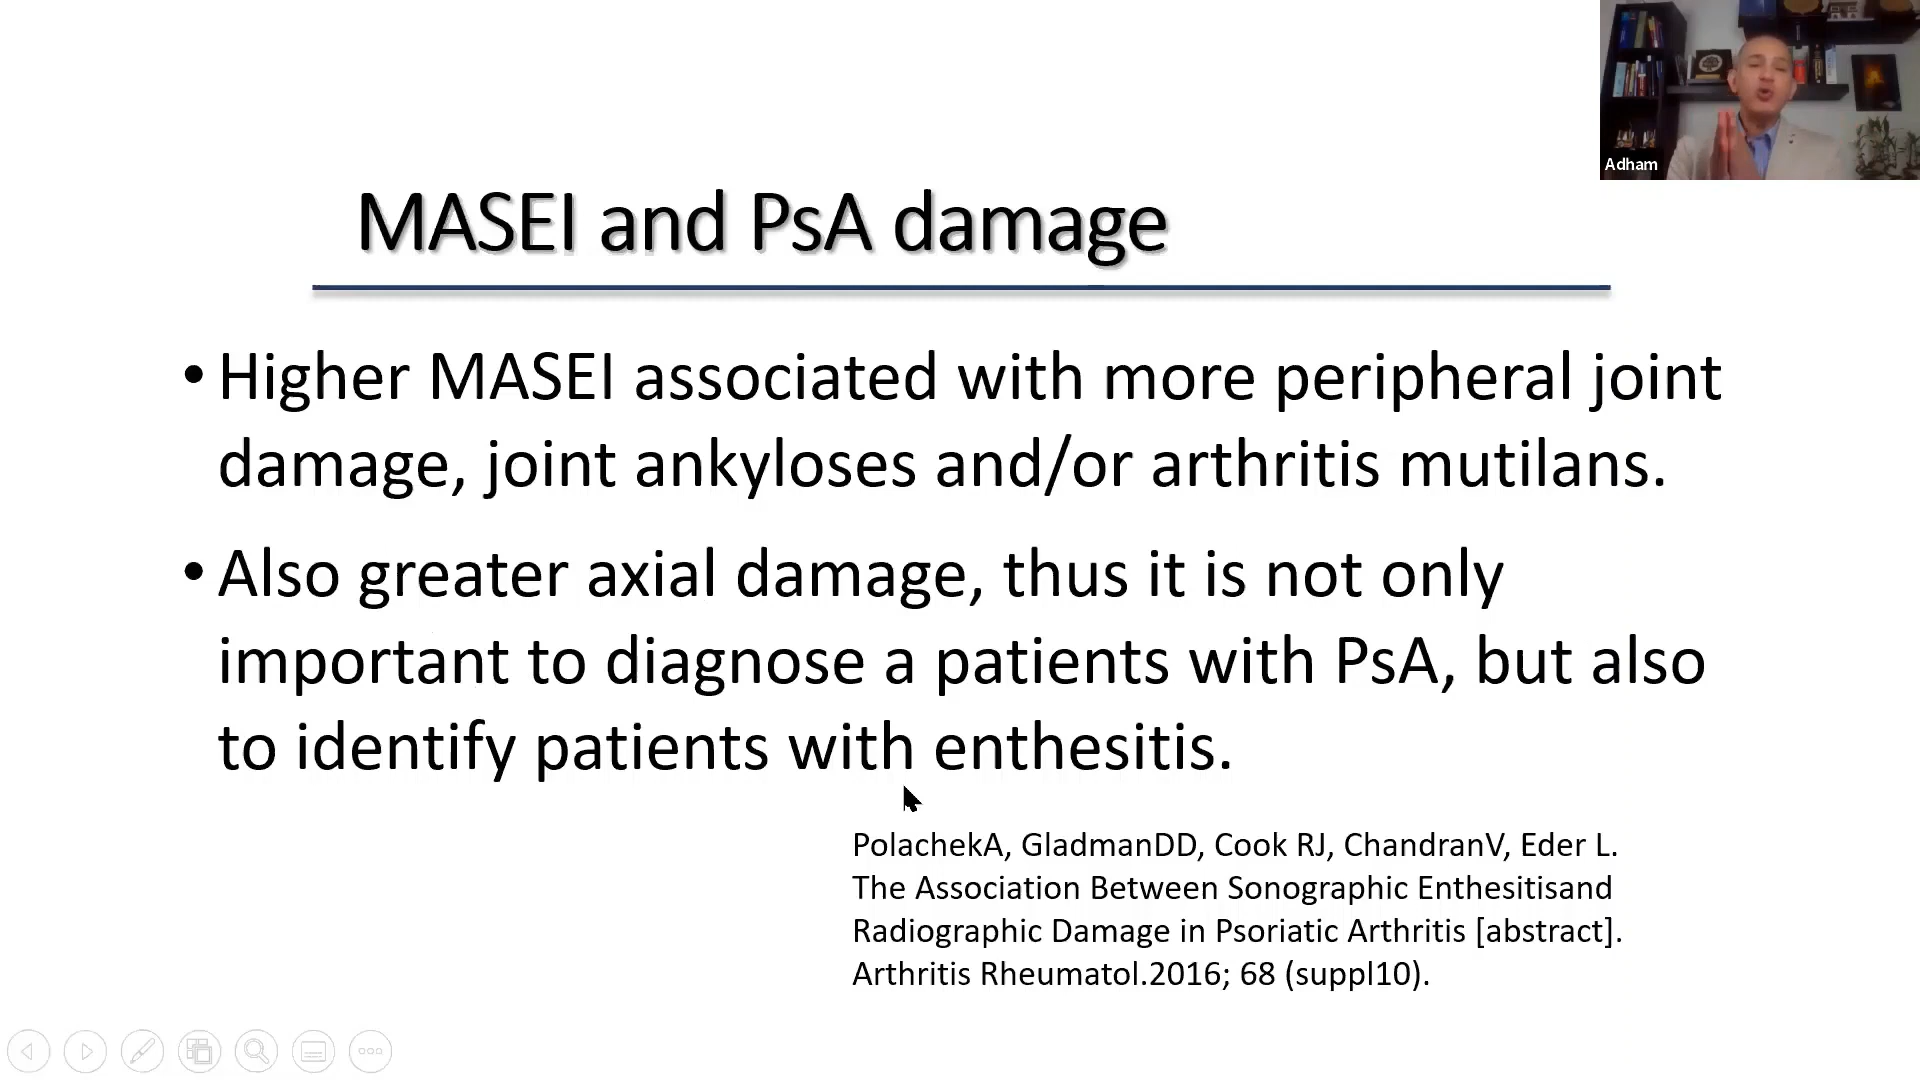 Adham
MASEI and PsA damage
• Higher MASEI associated with more peripheral joint
damage, joint ankyloses and/or arthritis mutilans.
• Also greater axial damage, thus it is not only
important to diagnose a patients with PsA, but also
to identify patients with enthesitis.
PolachekA, GladmanDD, Cook RJ, ChandranV, Eder L.
The Association Between Sonographic Enthesitisand
Radiographic Damage in Psoriatic Arthritis [abstract].
Arthritis Rheumatol.2016; 68 (suppl10).